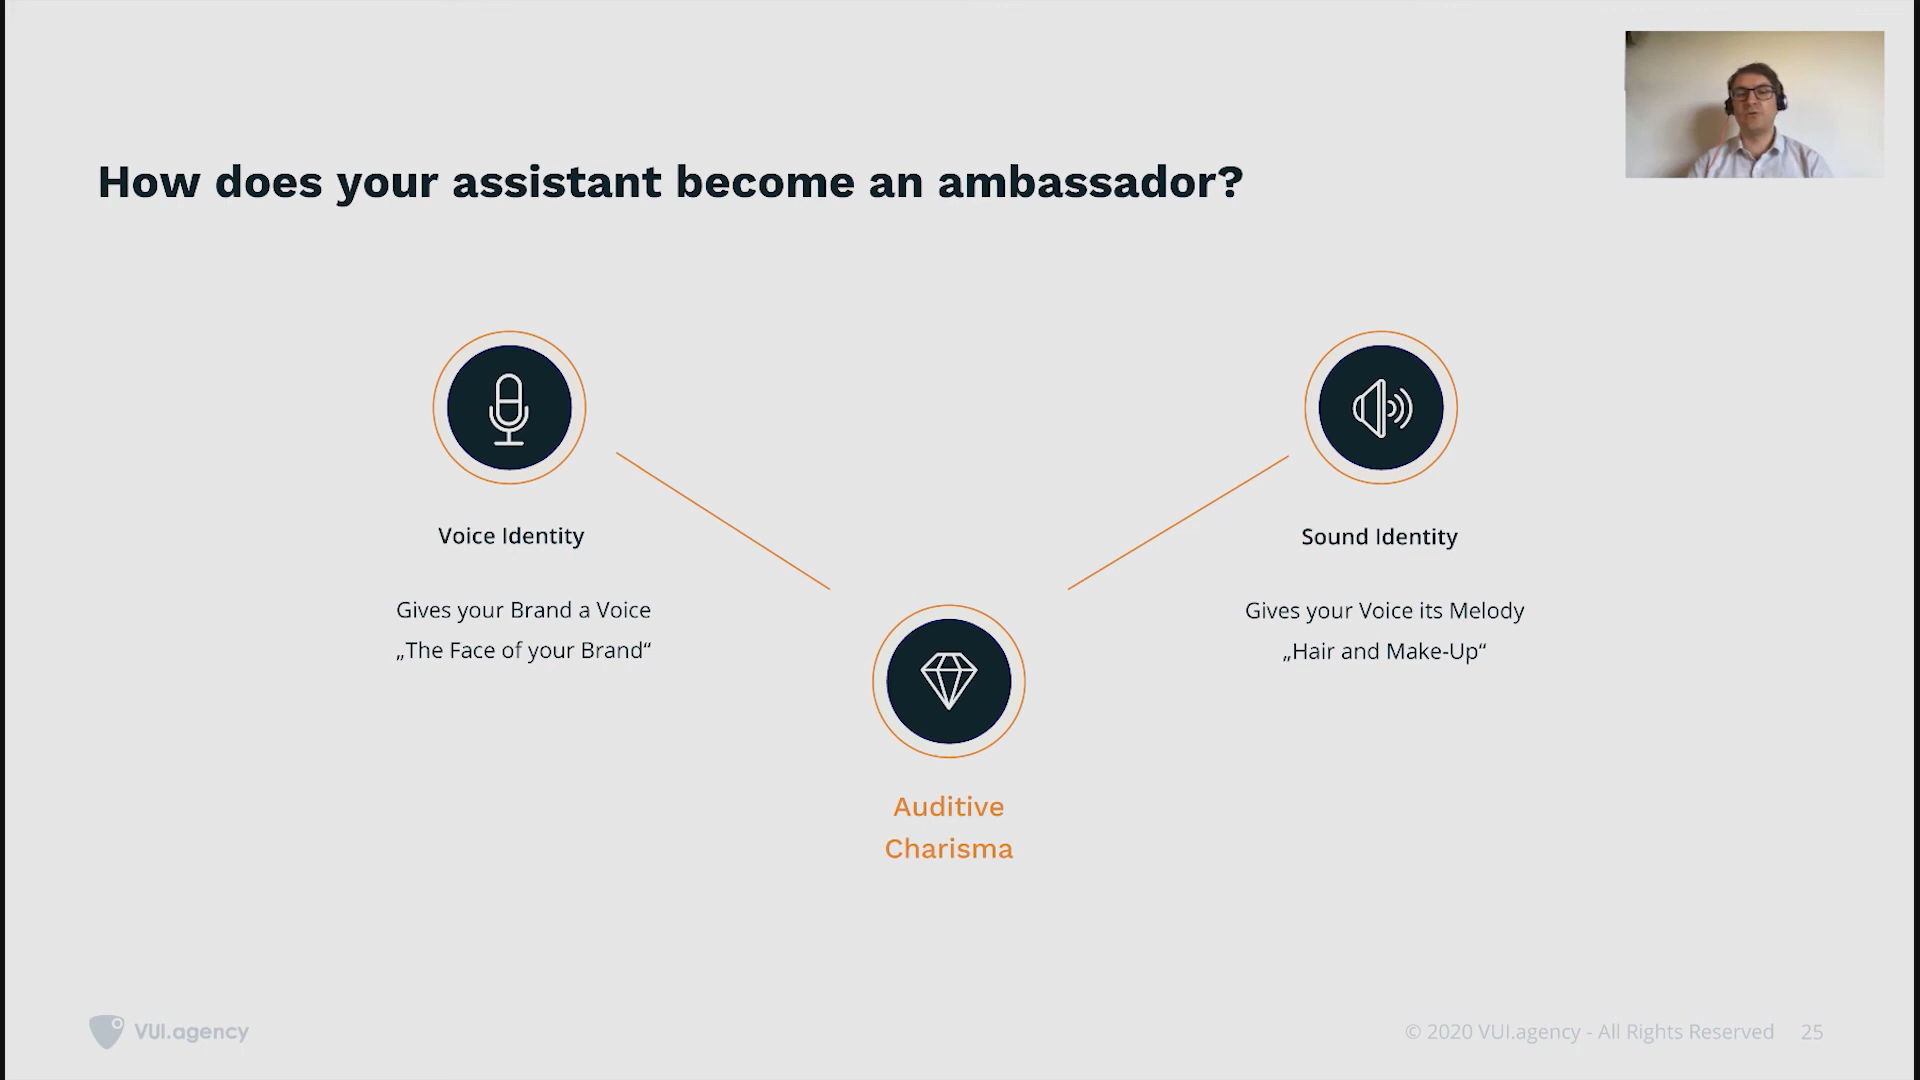 How does your assistant become an ambassador?
Voice Identity
Gives your Brand a Voice
„The Face of your Brand“
Sound Identity
Gives your Voice its Melody
„Hair and Make-Up“
Auditive
Charisma
VUI.agency
© 2020 VUI.agency - All Rights Reserved 25